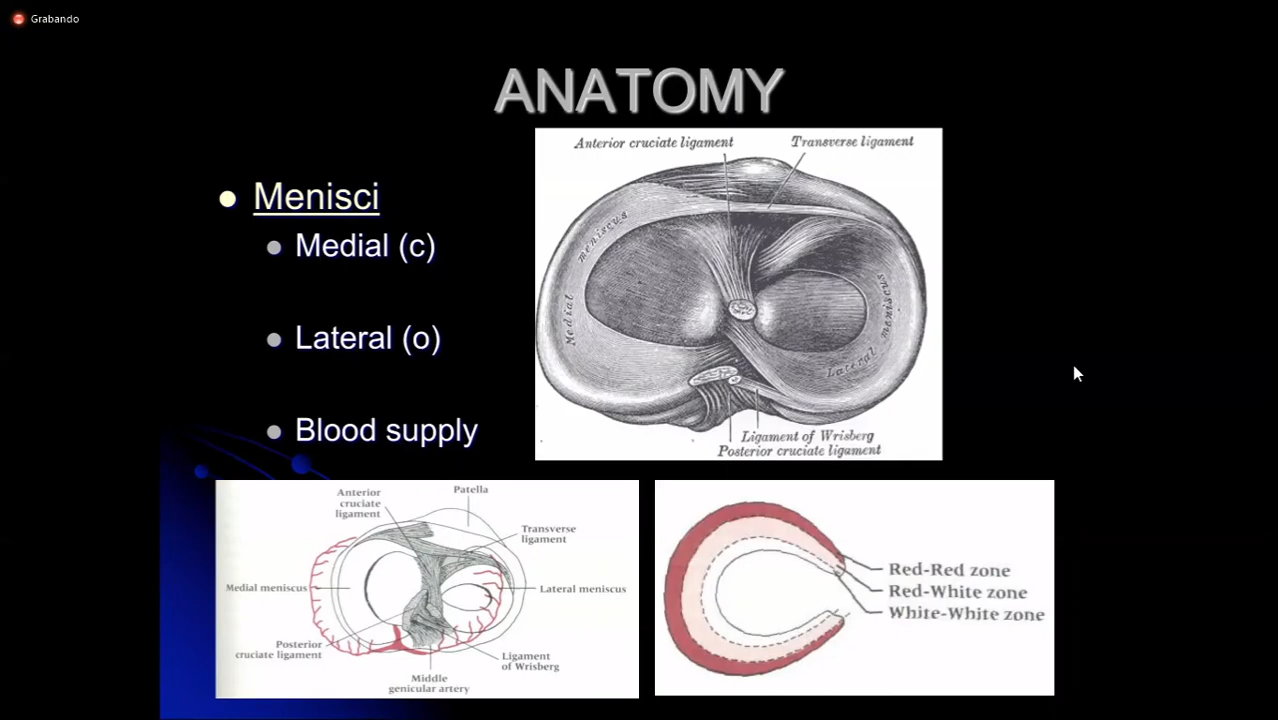 Grabando
ANATOMY
Menisci
Medial (c)
Lateral (o)
Blood supply
Anterior cruciate ligament
Transverse ligament
Medial meniscus
Lateral meniscus
Ligament of Wrisberg
Posterior cruciate ligament
Anterior
cruciate
ligament
Patella
Transverse
ligament
Medial meniscus
Lateral meniscus
Posterior
cruciate ligament
Ligament
of Wrisberg
Middle
genicular artery
Red-Red zone
Red-White zone
White-White zone